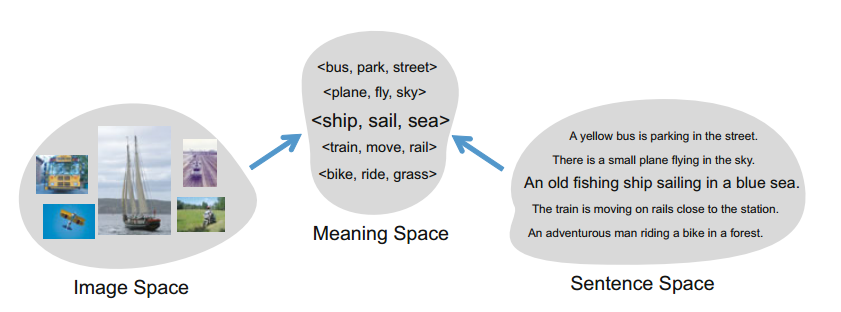 <bus, park, street>
<plane, fly, sky>
<ship, sail, sea>
<train, move, rail>
<bike, ride, grass>
Meaning Space
Image Space
A yellow bus is parking in the street.
There is a small plane flying in the sky.
An old fishing ship sailing in a blue sea.
The train is moving on rails close to the station.
An adventurous man riding a bike in a forest.
Sentence Space